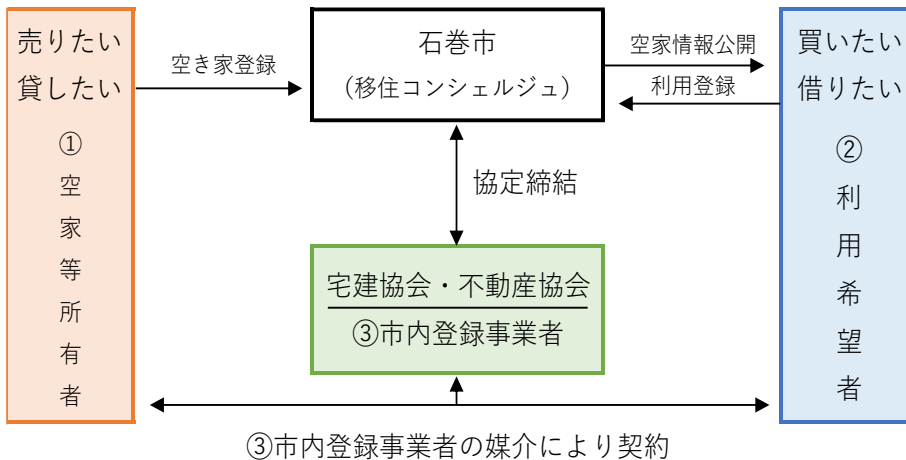 売りたい
貸したい
①
空
家
等
所
有
者
空き家登録
石巻市
（移住コンシェルジュ）
空家情報公開
利用登録
買いたい
借りたい
②
利
用
希
望
者
協定締結
宅建協会・不動産協会
③市内登録事業者
③市内登録事業者の媒介により契約